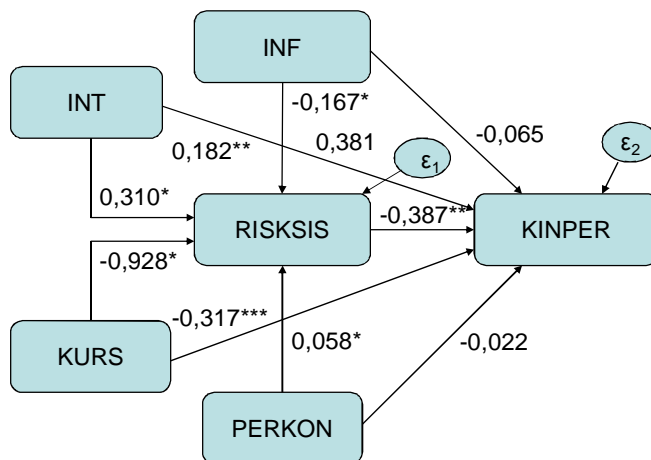 INF
INT
-0,167*
0,182**
0,381
-0,065
ε1
ε2
0,310*
RISKSIS
-0,387**
KINPER
-0,928*
-0,317***
0,058*
-0,022
KURS
PERKON